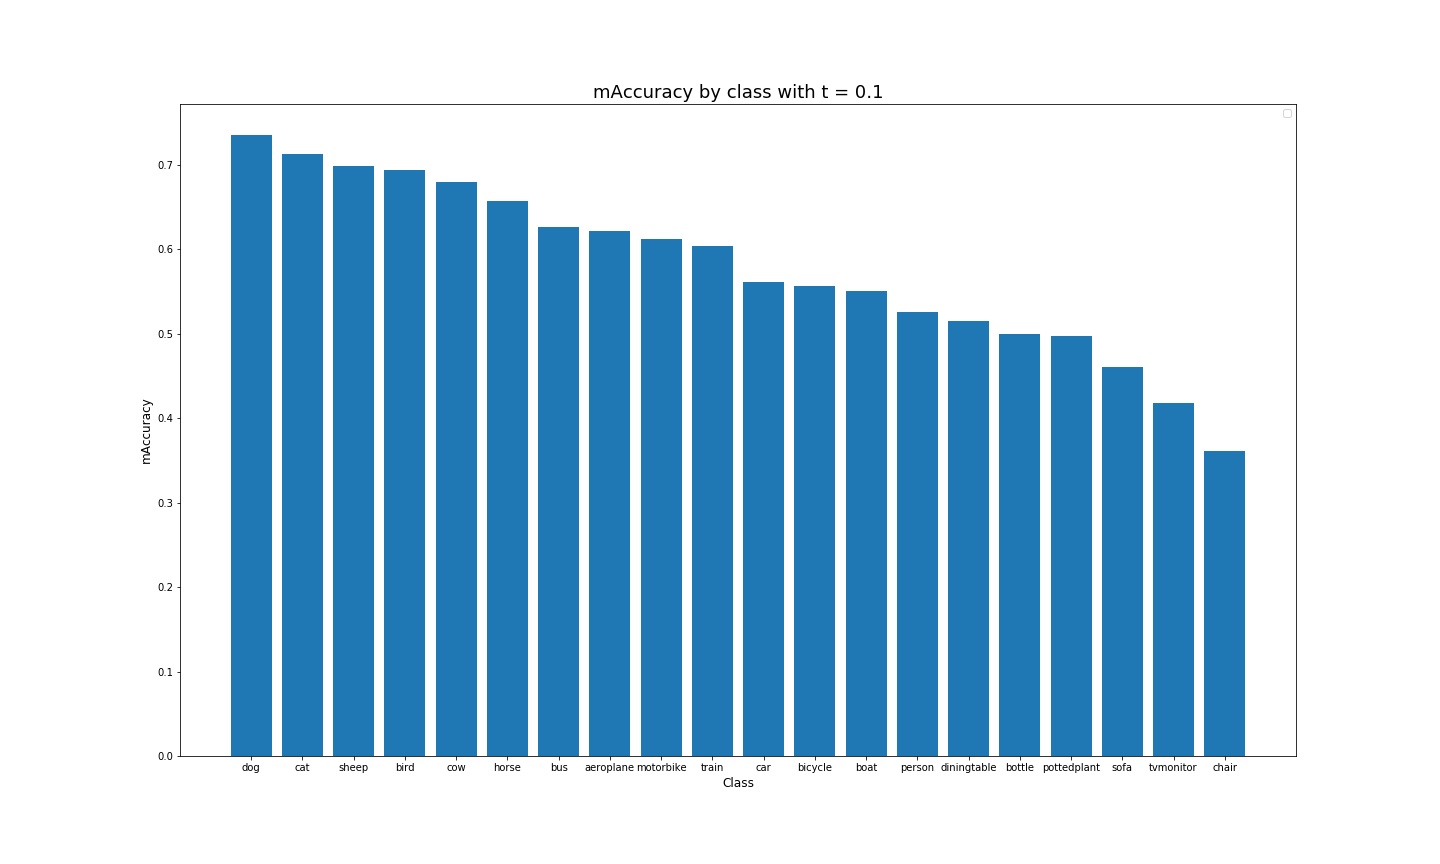 mAccuracy by class with t = 0.1
0.7
0.6
0.5
0.4
0.3
0.2
0.1
0.0
mAccuracy
dog cat sheep bird cow horse bus aeroplane motorbike train car bicycle boat person diningtable bottle pottedplant sofa tvmonitor chair
Class